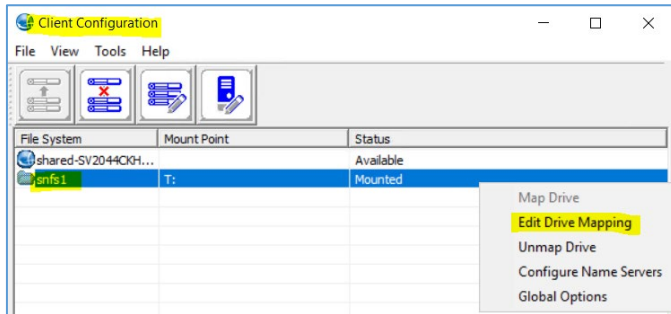 Client Configuration
File View Tools Help
File System Mount Point Status
shared-SV2044CKH... Available
snfs1 T: Mounted
Map Drive
Edit Drive Mapping
Unmap Drive
Configure Name Servers
Global Options